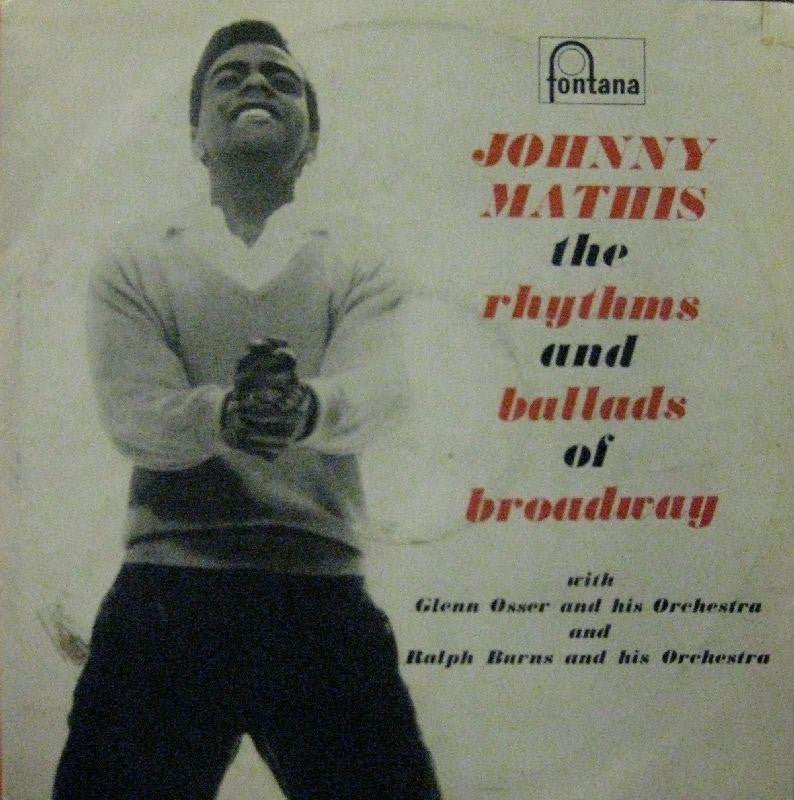 fontana
JOHNNY
MATHIS
the
rhythms
and
ballads
of
broadway
with
Glenn Osser and his Orchestra
and
Ralph Burns and his Orchestra